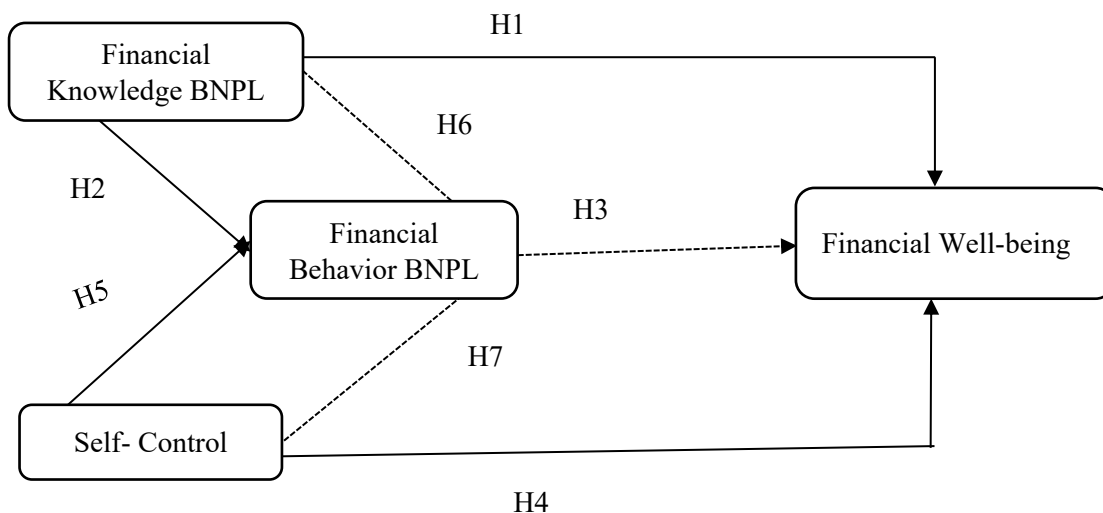 H1
Financial
Knowledge BNPL
H6
H2
H3
Financial
Behavior BNPL
Financial Well-being
H5
H7
Self- Control
H4